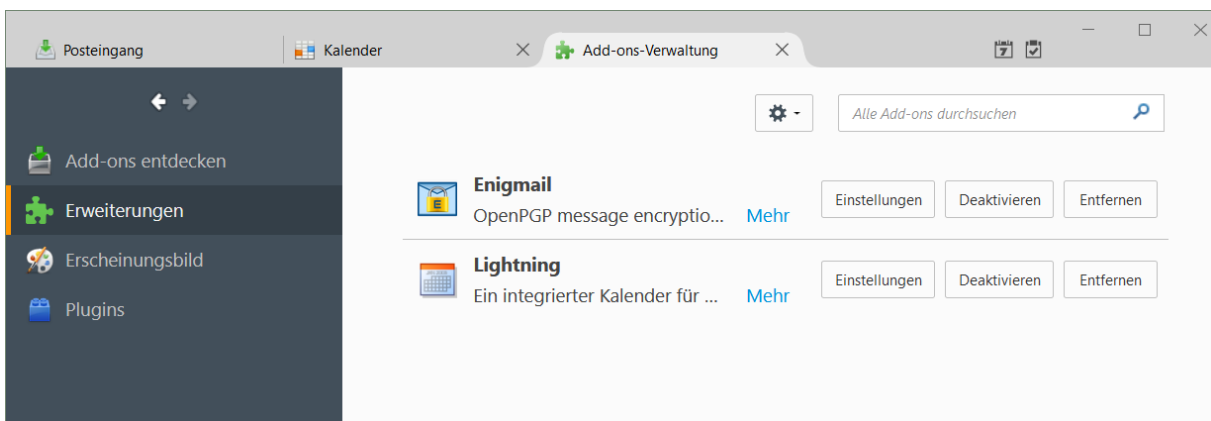 Posteingang
Kalender
Add-ons-Verwaltung
7
Alle Add-ons durchsuchen
Add-ons entdecken
Erweiterungen
Erscheinungsbild
Plugins
Enigmail
OpenPGP message encryptio... Mehr
Einstellungen Deaktivieren Entfernen
Lightning
Ein integrierter Kalender für ... Mehr
Einstellungen Deaktivieren Entfernen